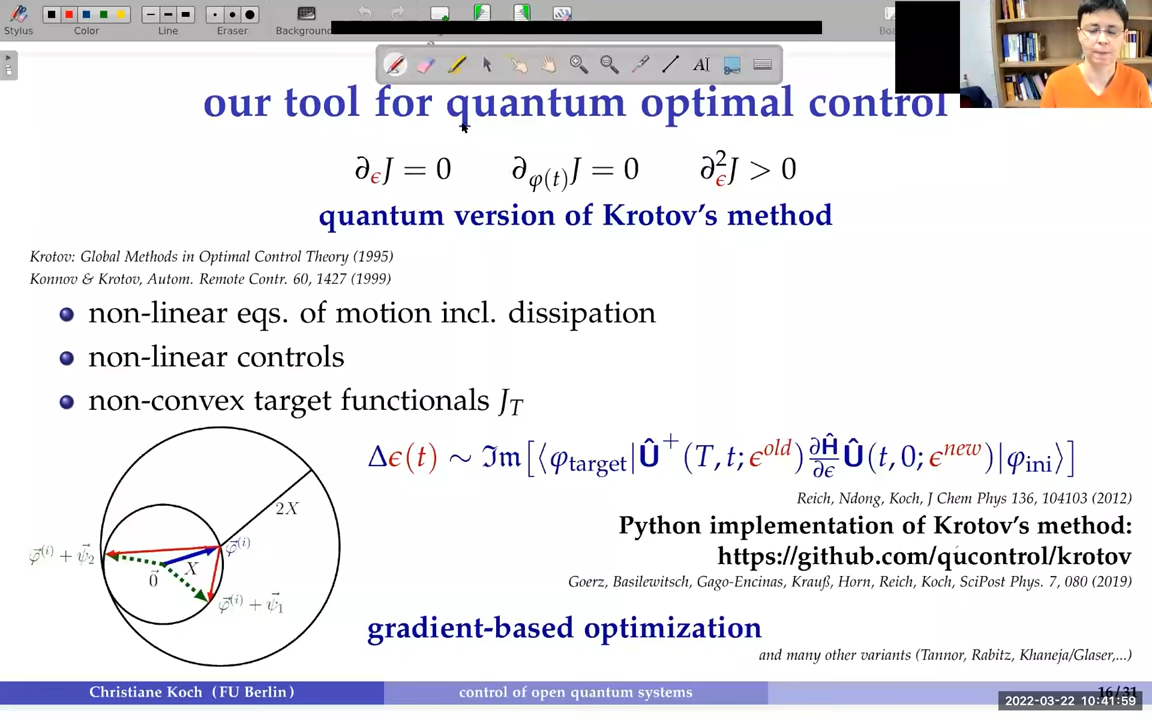 Stylus
Color
Line
Eraser
Background
our tool for quantum optimal control
∂_ϵ J = 0 ∂_φ(t) J = 0 ∂²_ϵ J > 0
quantum version of Krotov's method
Krotov: Global Methods in Optimal Control Theory (1995)
Konnov & Krotov, Autom. Remote Contr. 60, 1427 (1999)
non-linear eqs. of motion incl. dissipation
non-linear controls
non-convex target functionals J_T
Δϵ(t) ∼ ℑm[⟨φ_target|Û⁺(T, t; ϵ^old) ∂Ĥ/∂ϵ Û(t, 0; ϵ^new)|φ_ini⟩]
Reich, Ndong, Koch, J Chem Phys 136, 104103 (2012)
Python implementation of Krotov's method:
https://github.com/qucontrol/krotov
Goerz, Basilewitsch, Gago-Encinas, Krauß, Horn, Reich, Koch, SciPost Phys. 7, 080 (2019)
2X
φ⃗^(i)
φ⃗^(i) + ψ⃗₂
X
0⃗
φ⃗^(i) + ψ⃗₁
gradient-based optimization
and many other variants (Tannor, Rabitz, Khaneja/Glaser,...)
Christiane Koch (FU Berlin)
control of open quantum systems
16/31
2022-03-22 10:41:59